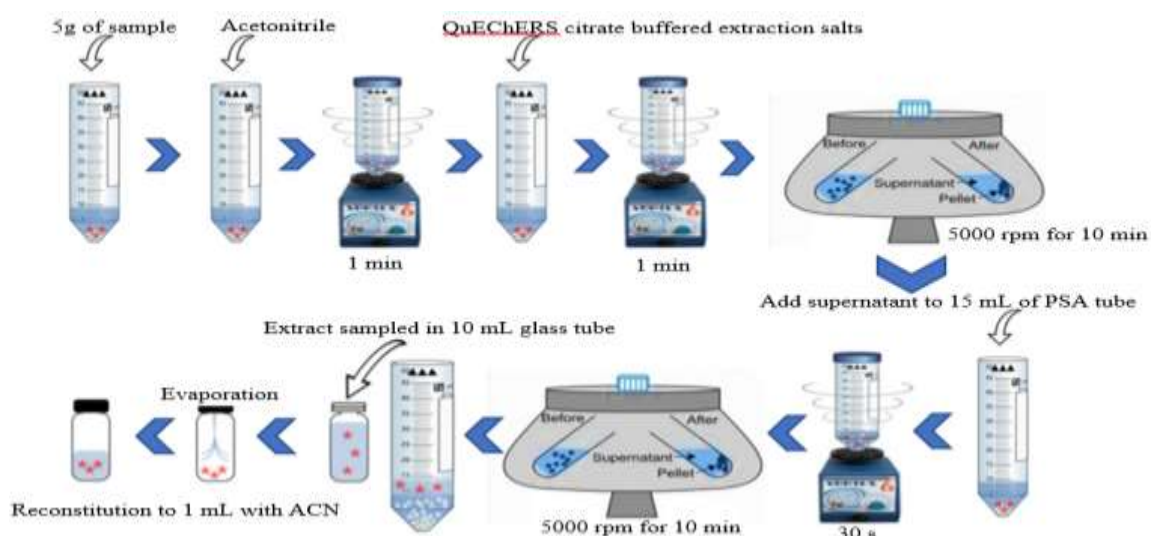 5g of sample
Acetonitrile
QuEChERS citrate buffered extraction salts
Before
After
Supernatant
Pellet
1 min
1 min
5000 rpm for 10 min
Add supernatant to 15 mL of PSA tube
Extract sampled in 10 mL glass tube
Evaporation
Before
After
Supernatant
Pellet
Reconstitution to 1 mL with ACN
5000 rpm for 10 min
30 s